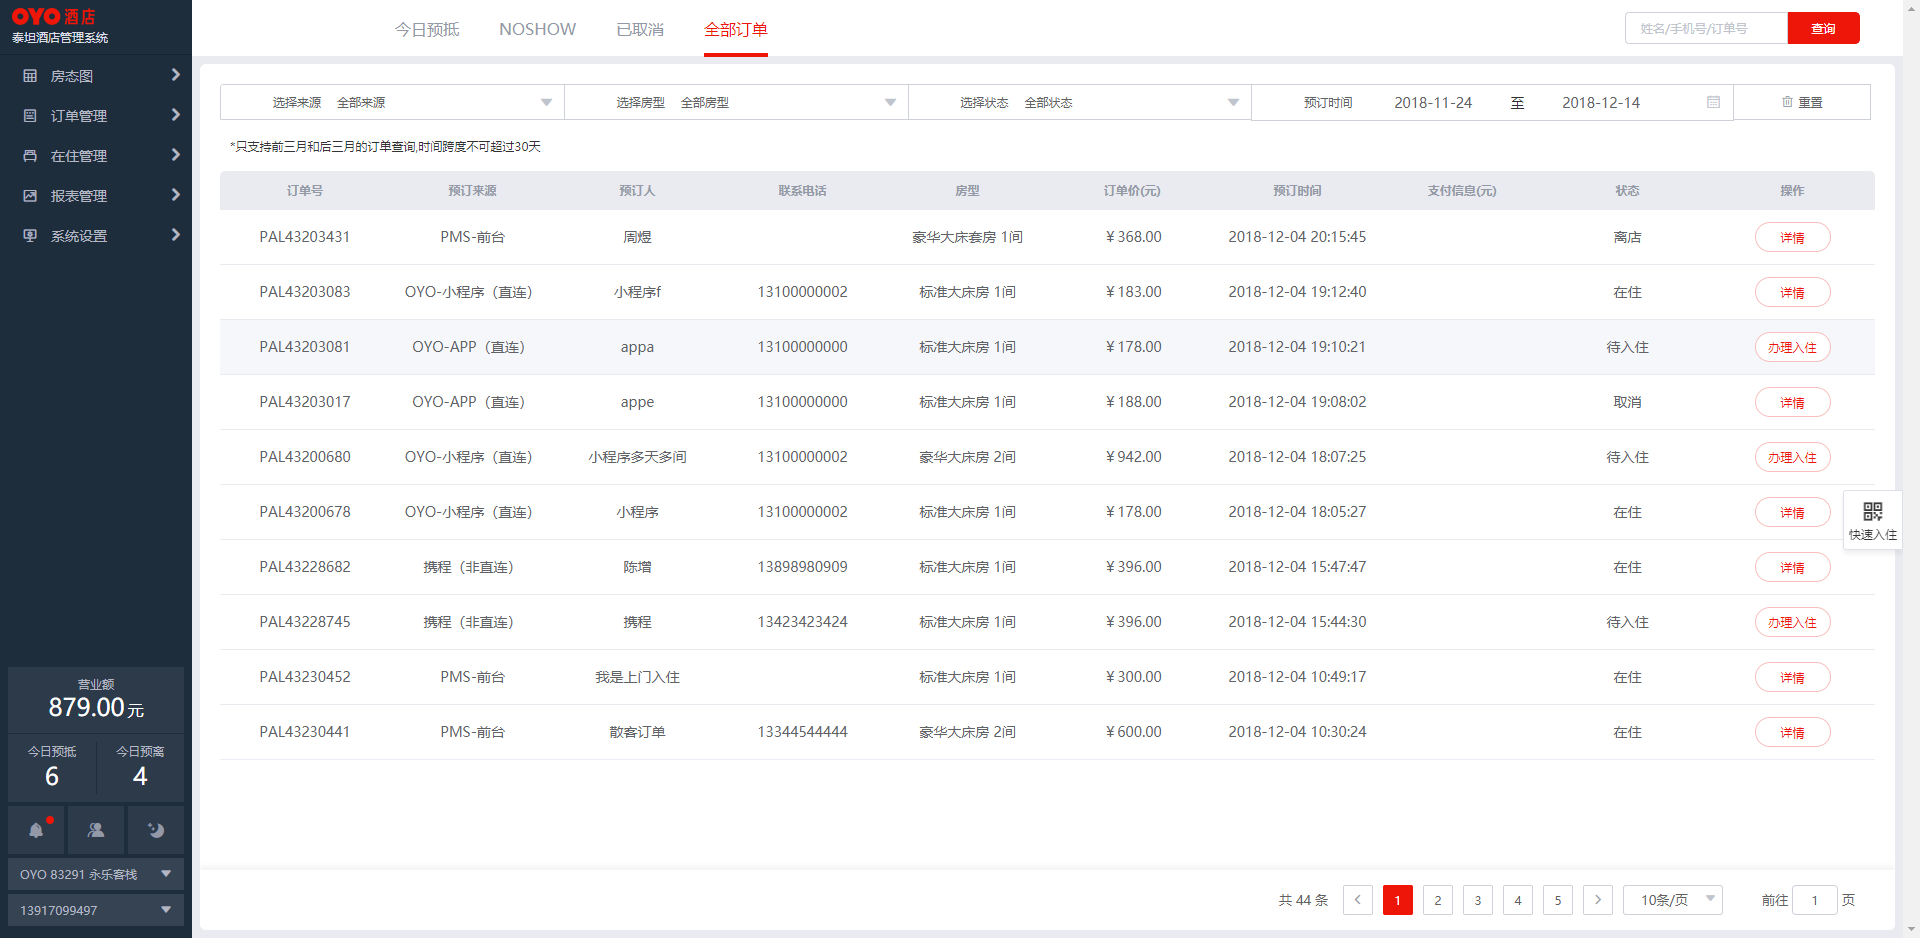 OYO 酒店
泰坦酒店管理系统
房态图
订单管理
在住管理
报表管理
系统设置
营业额
879.00元
今日预抵 今日预离
6 4
OYO 83291 永乐客栈
13917099497
今日预抵 NOSHOW 已取消 全部订单 姓名/手机号/订单号 查询
选择来源 全部来源 选择房型 全部房型 选择状态 全部状态 预订时间 2018-11-24 至 2018-12-14 重置
*只支持前三月和后三月的订单查询,时间跨度不可超过30天
订单号 预订来源 预订人 联系电话 房型 订单价(元) 预订时间 支付信息(元) 状态 操作
PAL43203431 PMS-前台 周煜 豪华大床套房 1间 ¥368.00 2018-12-04 20:15:45 离店 详情
PAL43203083 OYO-小程序（直连） 小程序f 13100000002 标准大床房 1间 ¥183.00 2018-12-04 19:12:40 在住 详情
PAL43203081 OYO-APP（直连） appa 13100000000 标准大床房 1间 ¥178.00 2018-12-04 19:10:21 待入住 办理入住
PAL43203017 OYO-APP（直连） appe 13100000000 标准大床房 1间 ¥188.00 2018-12-04 19:08:02 取消 详情
PAL43200680 OYO-小程序（直连） 小程序多天多间 13100000002 豪华大床房 2间 ¥942.00 2018-12-04 18:07:25 待入住 办理入住
PAL43200678 OYO-小程序（直连） 小程序 13100000002 标准大床房 1间 ¥178.00 2018-12-04 18:05:27 在住 详情
PAL43228682 携程（非直连） 陈增 13898980909 标准大床房 1间 ¥396.00 2018-12-04 15:47:47 在住 详情
PAL43228745 携程（非直连） 携程 13423423424 标准大床房 1间 ¥396.00 2018-12-04 15:44:30 待入住 办理入住
PAL43230452 PMS-前台 我是上门入住 标准大床房 1间 ¥300.00 2018-12-04 10:49:17 在住 详情
PAL43230441 PMS-前台 散客订单 13344544444 豪华大床房 2间 ¥600.00 2018-12-04 10:30:24 在住 详情
快速入住
共 44 条 1 2 3 4 5 10条/页 前往 1 页